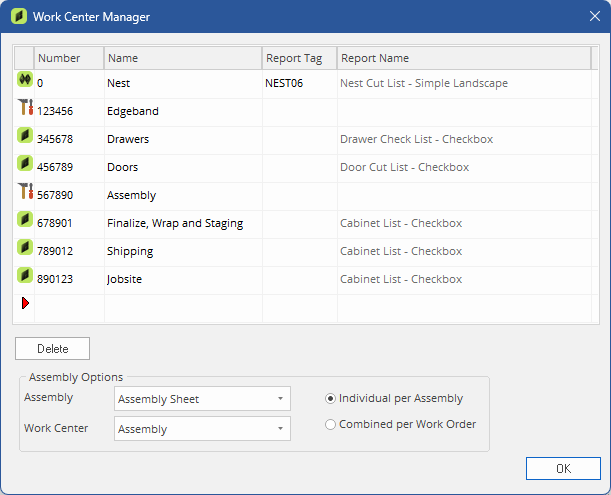 Work Center Manager
Number Name Report Tag Report Name
0 Nest NEST06 Nest Cut List - Simple Landscape
123456 Edgeband
345678 Drawers Drawer Check List - Checkbox
456789 Doors Door Cut List - Checkbox
567890 Assembly
678901 Finalize, Wrap and Staging Cabinet List - Checkbox
789012 Shipping Cabinet List - Checkbox
890123 Jobsite Cabinet List - Checkbox
Delete
Assembly Options
Assembly Assembly Sheet Individual per Assembly
Work Center Assembly Combined per Work Order
OK